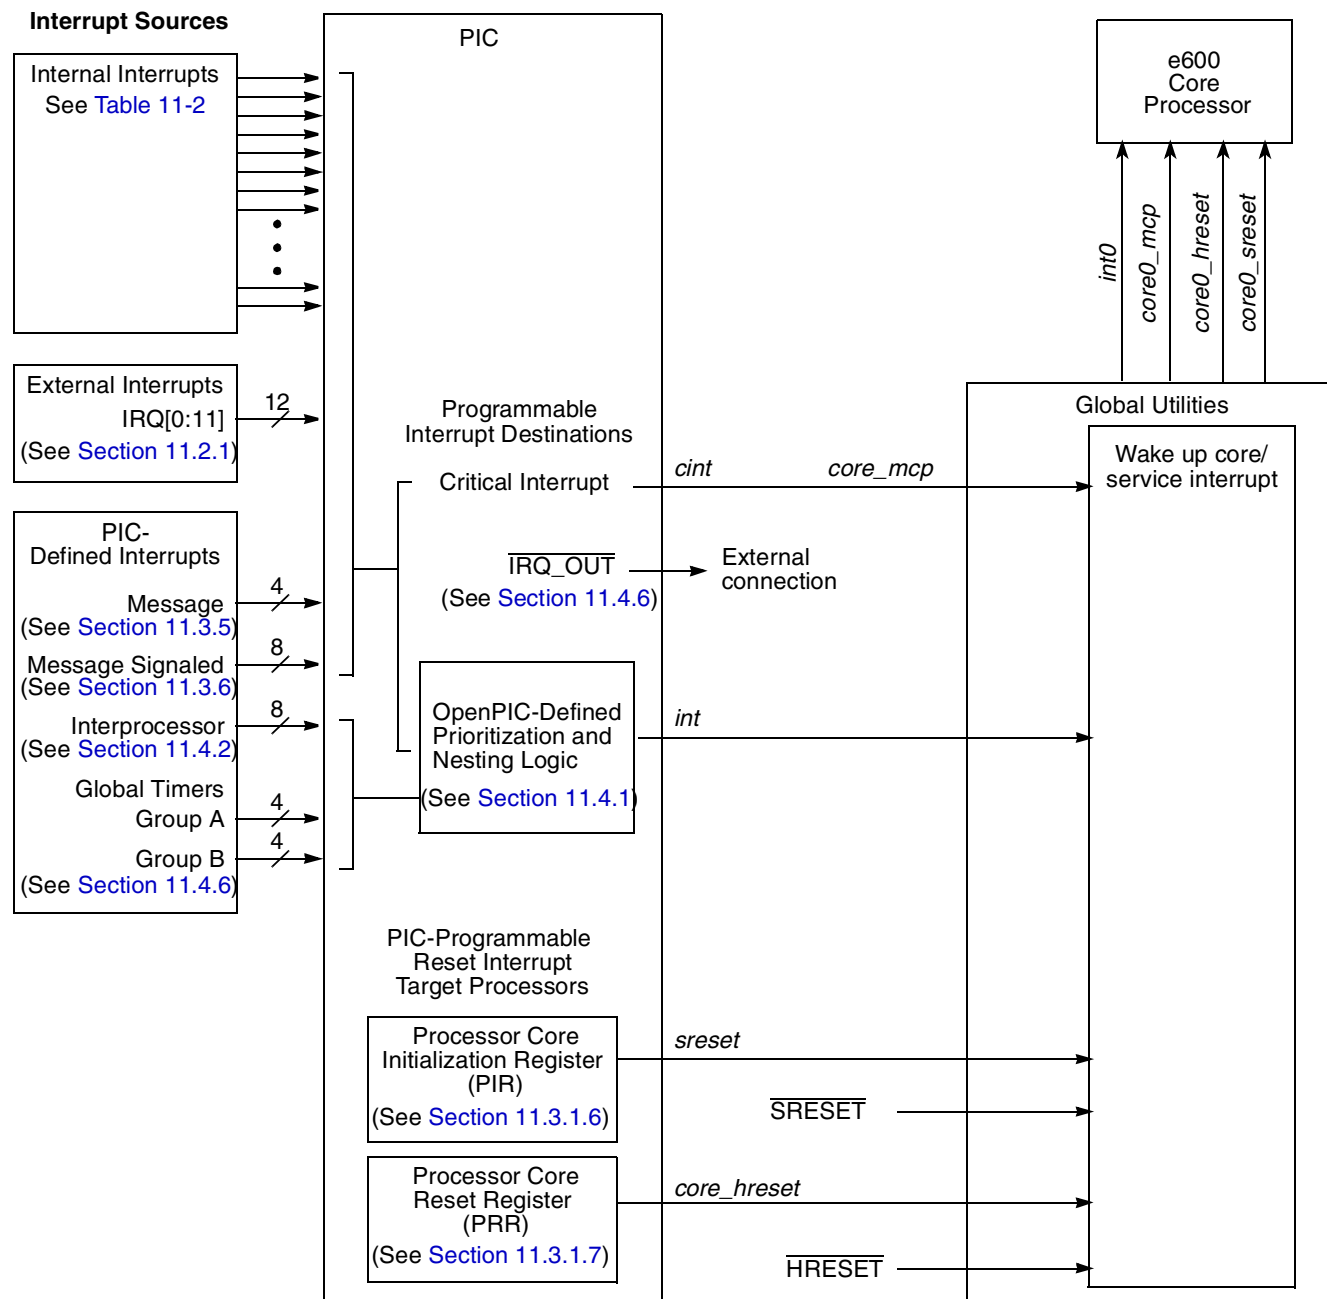 Interrupt Sources
PIC
Internal Interrupts
See Table 11-2
e600
Core
Processor
int0
core0_mcp
core0_hreset
core0_sreset
External Interrupts
IRQ[0:11]
(See Section 11.2.1)
12
Programmable
Interrupt Destinations
Critical Interrupt
cint
core_mcp
Global Utilities
Wake up core/
service interrupt
IRQ_OUT
(See Section 11.4.6)
External
connection
PIC-
Defined Interrupts
Message
(See Section 11.3.5)
4
Message Signaled
(See Section 11.3.6)
8
Interprocessor
(See Section 11.4.2)
8
Global Timers
Group A
4
Group B
4
(See Section 11.4.6)
OpenPIC-Defined
Prioritization and
Nesting Logic
(See Section 11.4.1)
int
PIC-Programmable
Reset Interrupt
Target Processors
Processor Core
Initialization Register
(PIR)
(See Section 11.3.1.6)
sreset
SRESET
Processor Core
Reset Register
(PRR)
(See Section 11.3.1.7)
core_hreset
HRESET